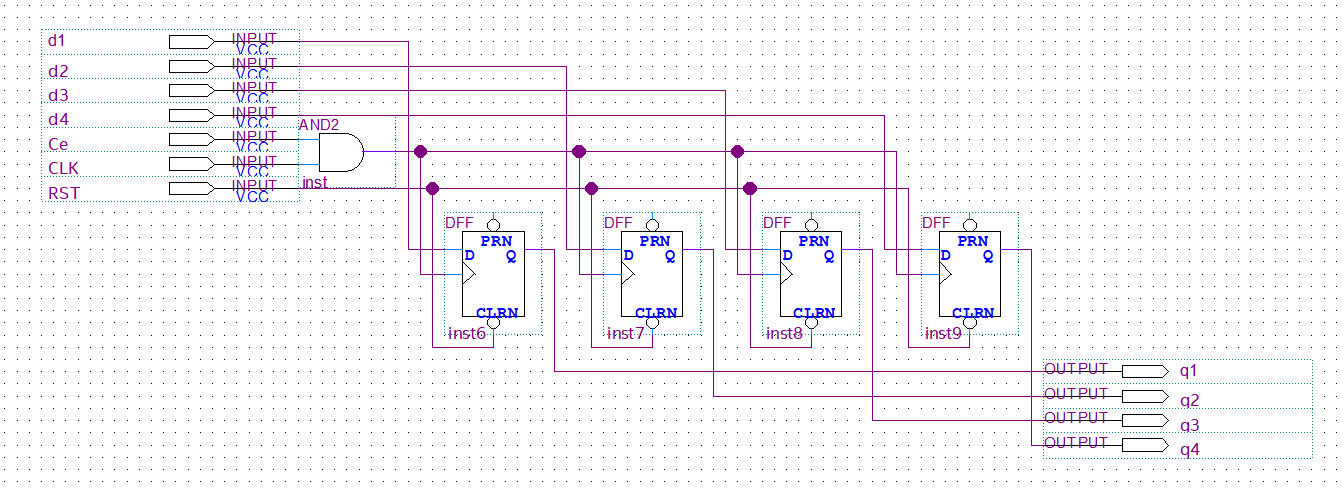 d1 INPUT
VCC
d2 INPUT
VCC
d3 INPUT
VCC
d4 INPUT
VCC
AND2
Ce INPUT
VCC
CLK INPUT
VCC
inst
RST INPUT
VCC
DFF DFF DFF DFF
PRN PRN PRN PRN
D Q D Q D Q D Q
CLRN CLRN CLRN CLRN
inst6 inst7 inst8 inst9
OUTPUT q1
OUTPUT q2
OUTPUT q3
OUTPUT q4